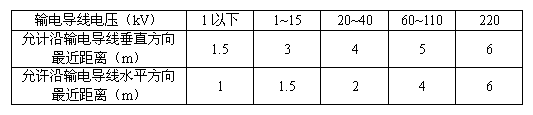 输电导线电压（kV） 1以下 1~15 20~40 60~110 220
允计沿输电导线垂直方向
最近距离（m） 1.5 3 4 5 6
允许沿输电导线水平方向
最近距离（m） 1 1.5 2 4 6